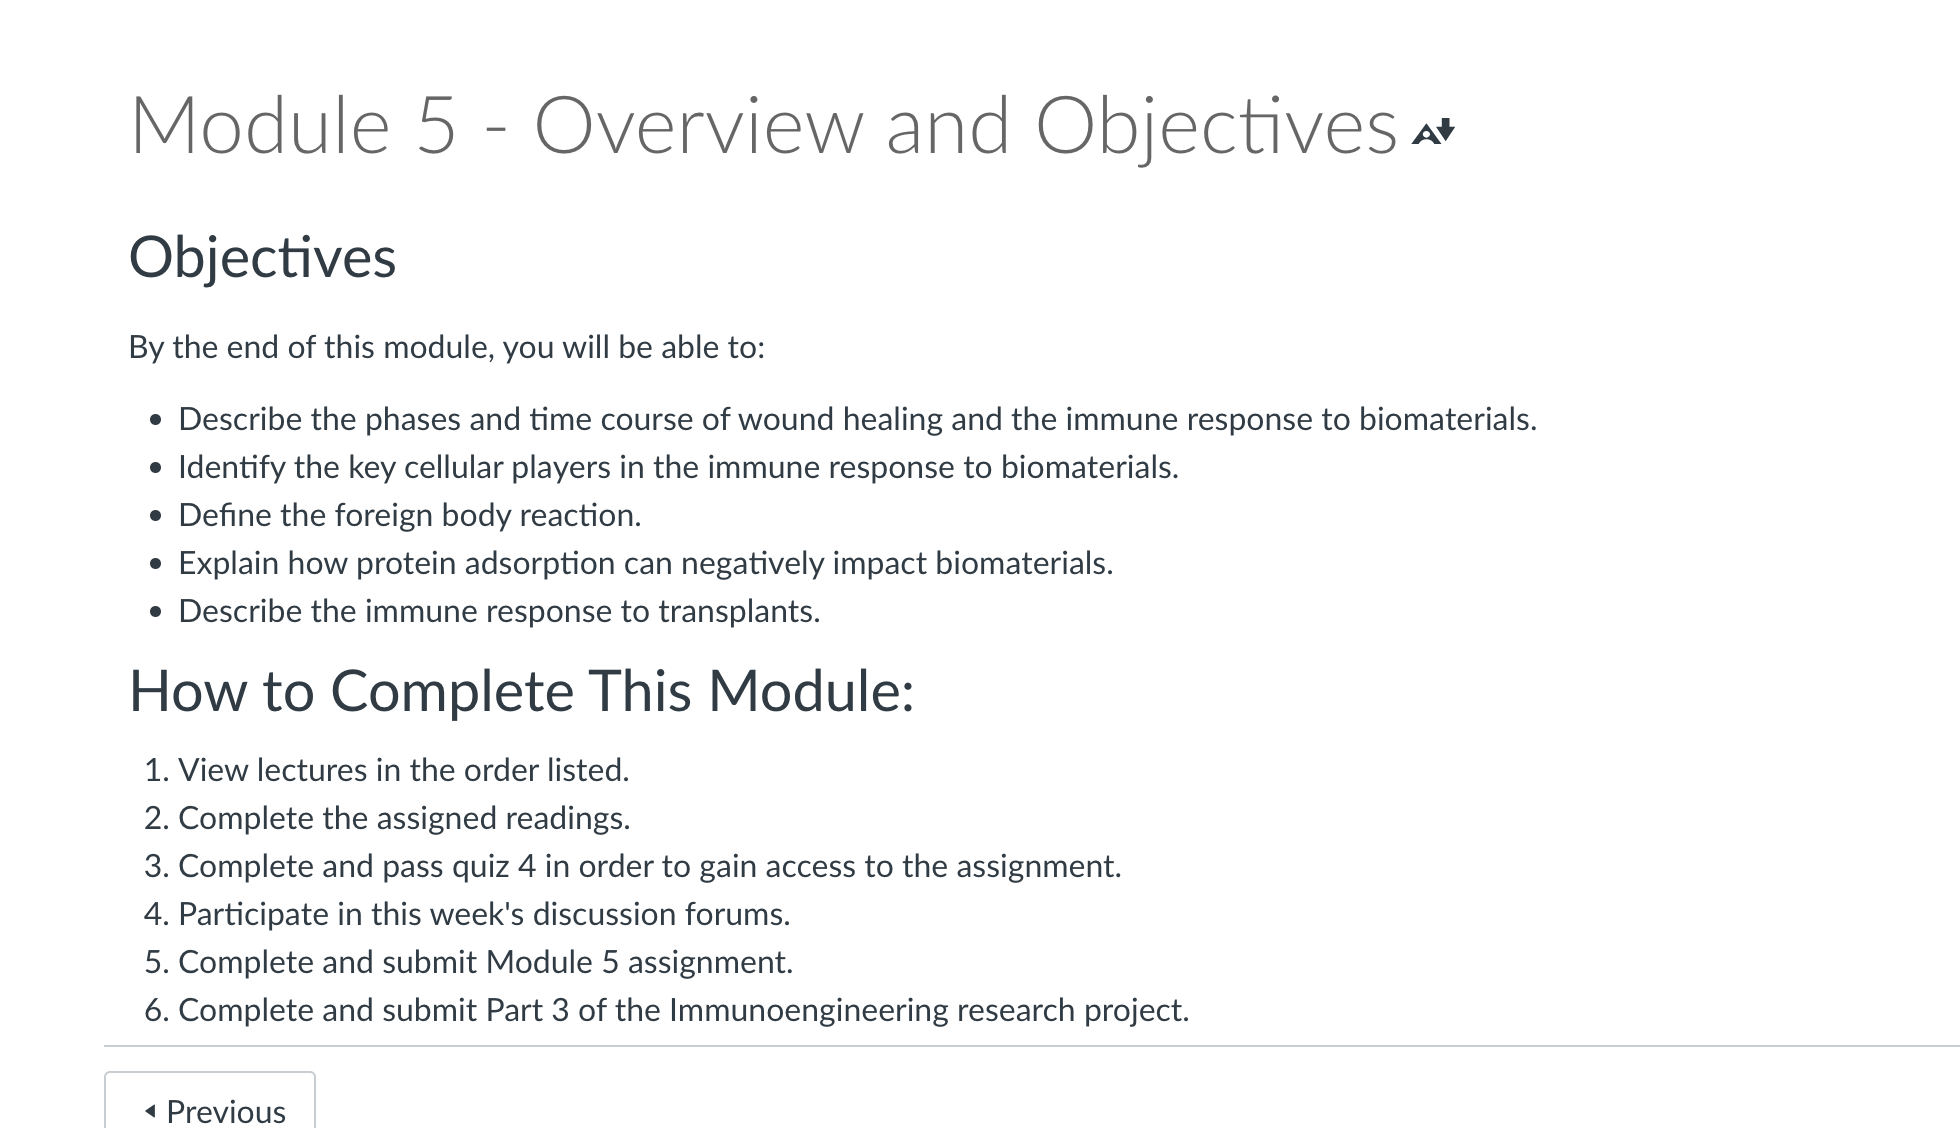 Module 5 - Overview and Objectives
Objectives
By the end of this module, you will be able to:
• Describe the phases and time course of wound healing and the immune response to biomaterials.
• Identify the key cellular players in the immune response to biomaterials.
• Define the foreign body reaction.
• Explain how protein adsorption can negatively impact biomaterials.
• Describe the immune response to transplants.
How to Complete This Module:
1. View lectures in the order listed.
2. Complete the assigned readings.
3. Complete and pass quiz 4 in order to gain access to the assignment.
4. Participate in this week's discussion forums.
5. Complete and submit Module 5 assignment.
6. Complete and submit Part 3 of the Immunoengineering research project.
Previous